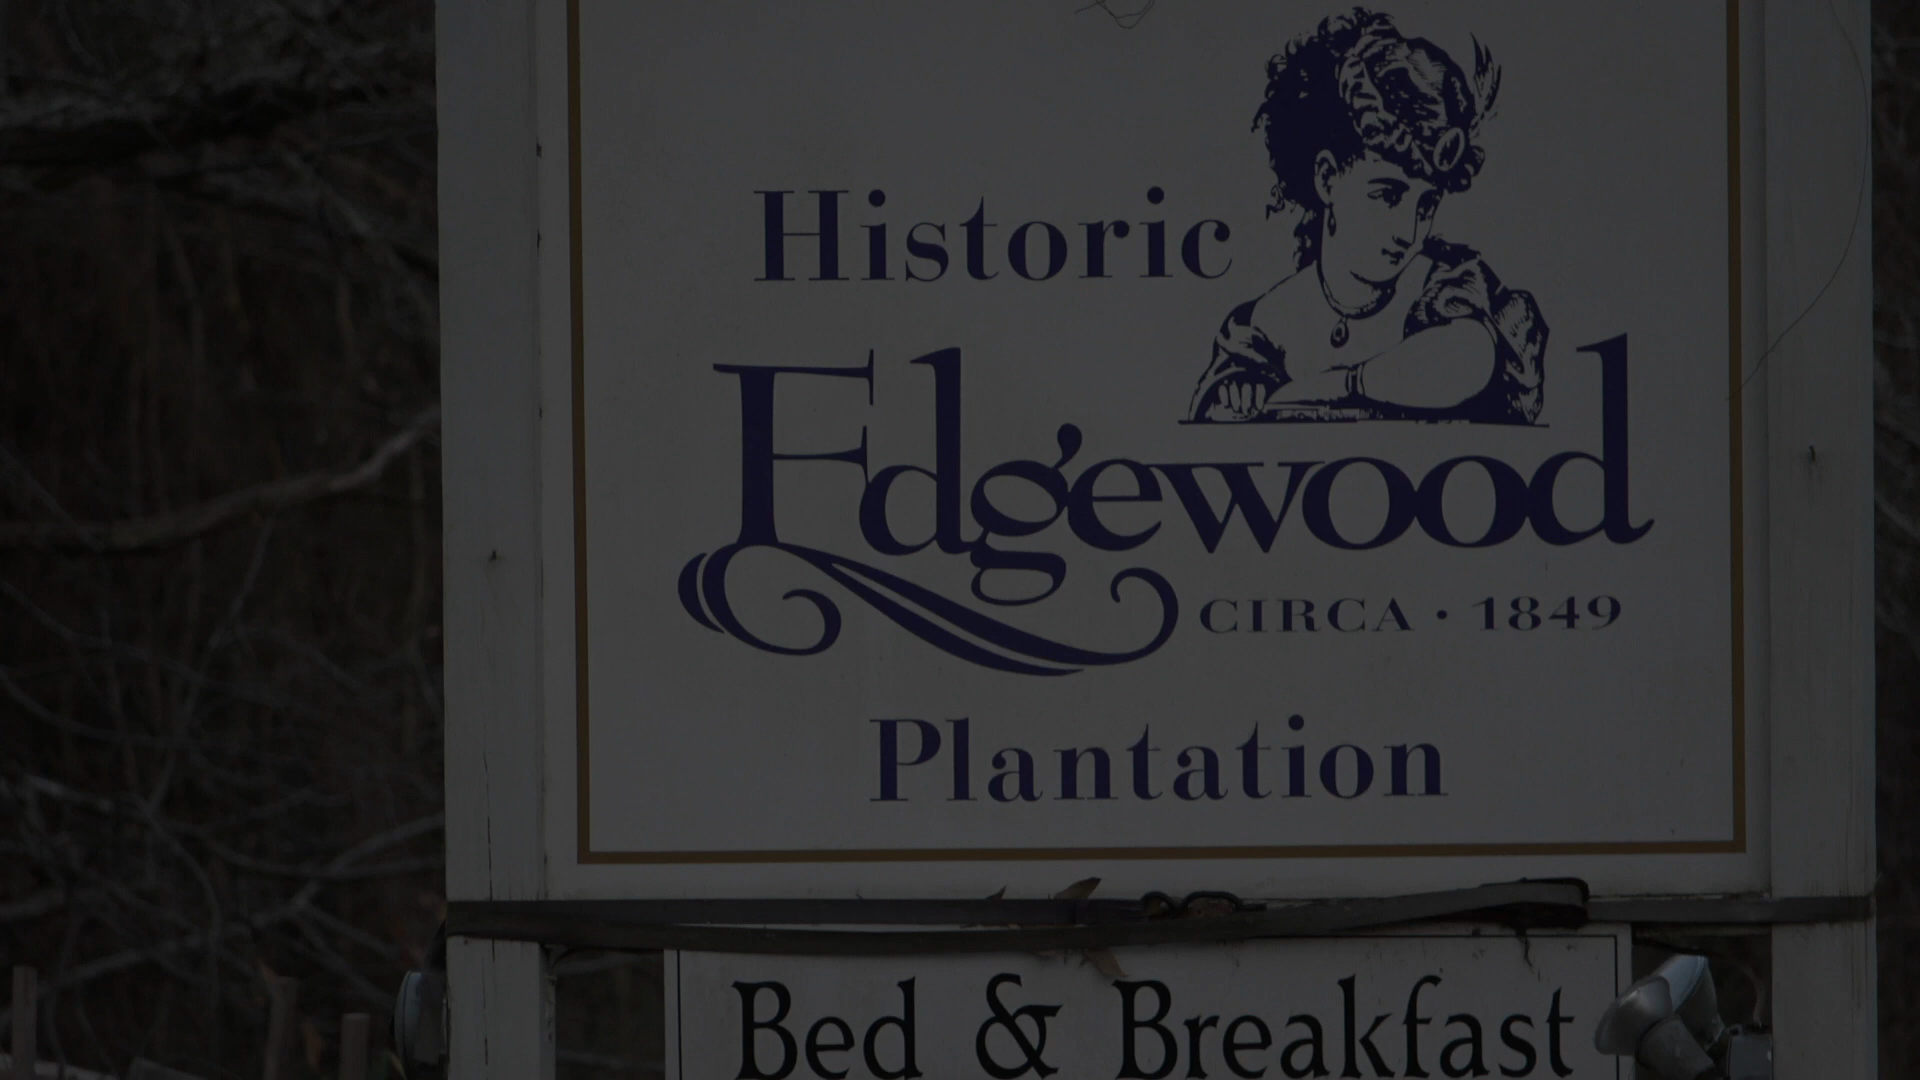 Historic
Edgewood
CIRCA • 1849
Plantation
Bed & Breakfast